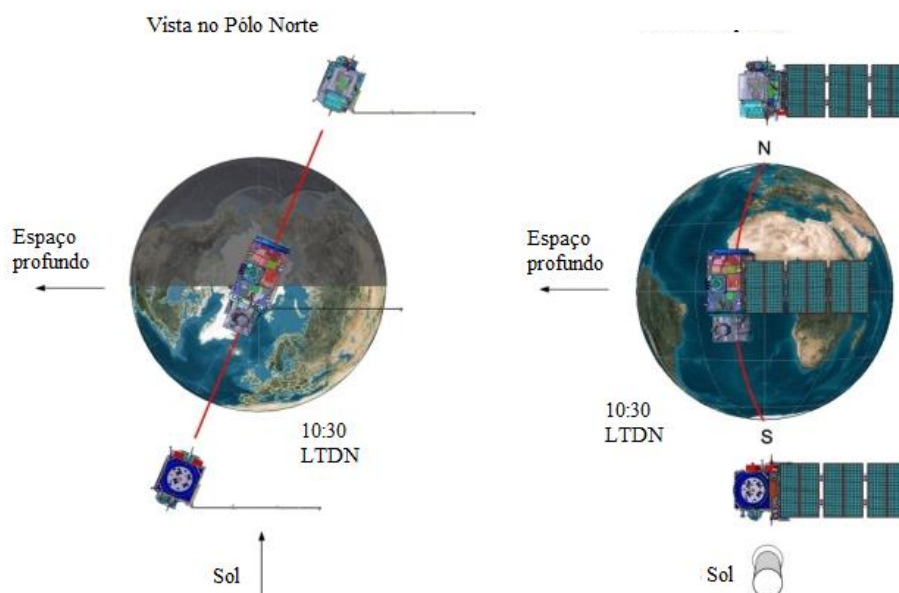 Vista no Pólo Norte
N
Espaço
profundo
Espaço
profundo
10:30
LTDN
10:30
LTDN
S
Sol
Sol